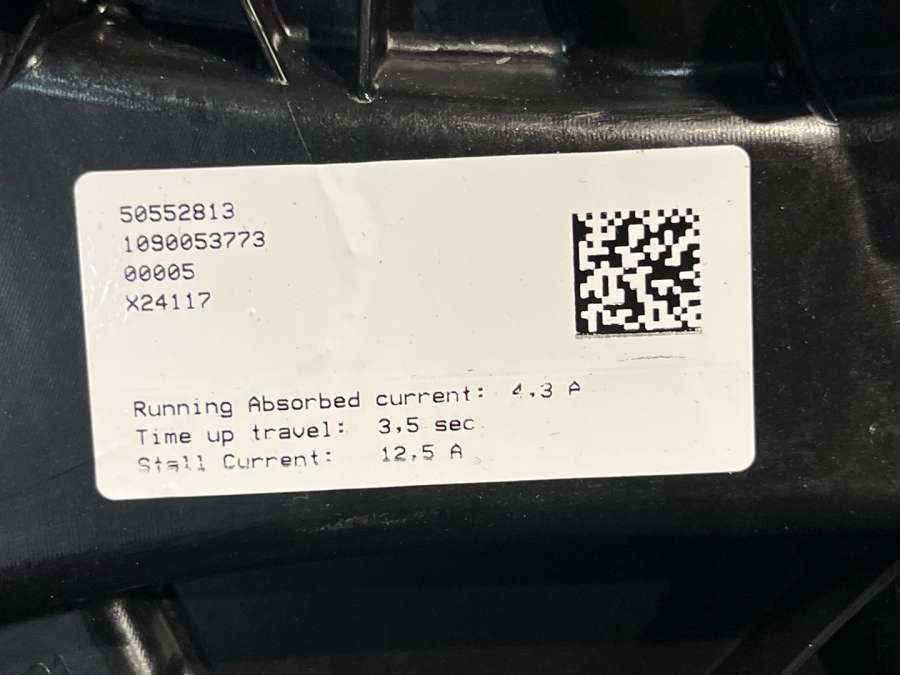 50552813
1090053773
00005
X24117
Running Absorbed current: 4,3 A
Time up travel: 3,5 sec
Stall Current: 12,5 A